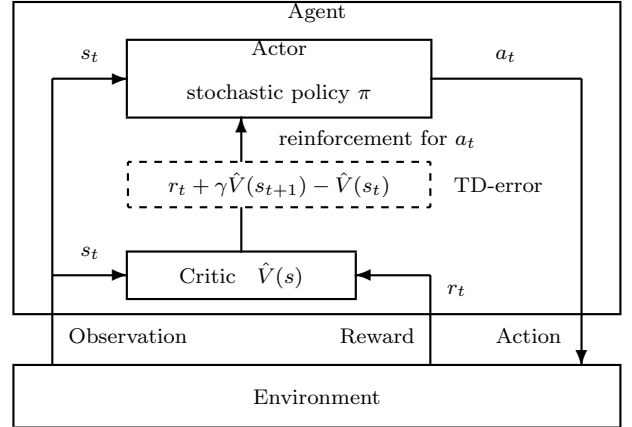 Agent
s_t
Actor
a_t
stochastic policy π
reinforcement for a_t
r_t + γV̂(s_{t+1}) − V̂(s_t)
TD-error
s_t
Critic V̂(s)
r_t
Observation
Reward
Action
Environment